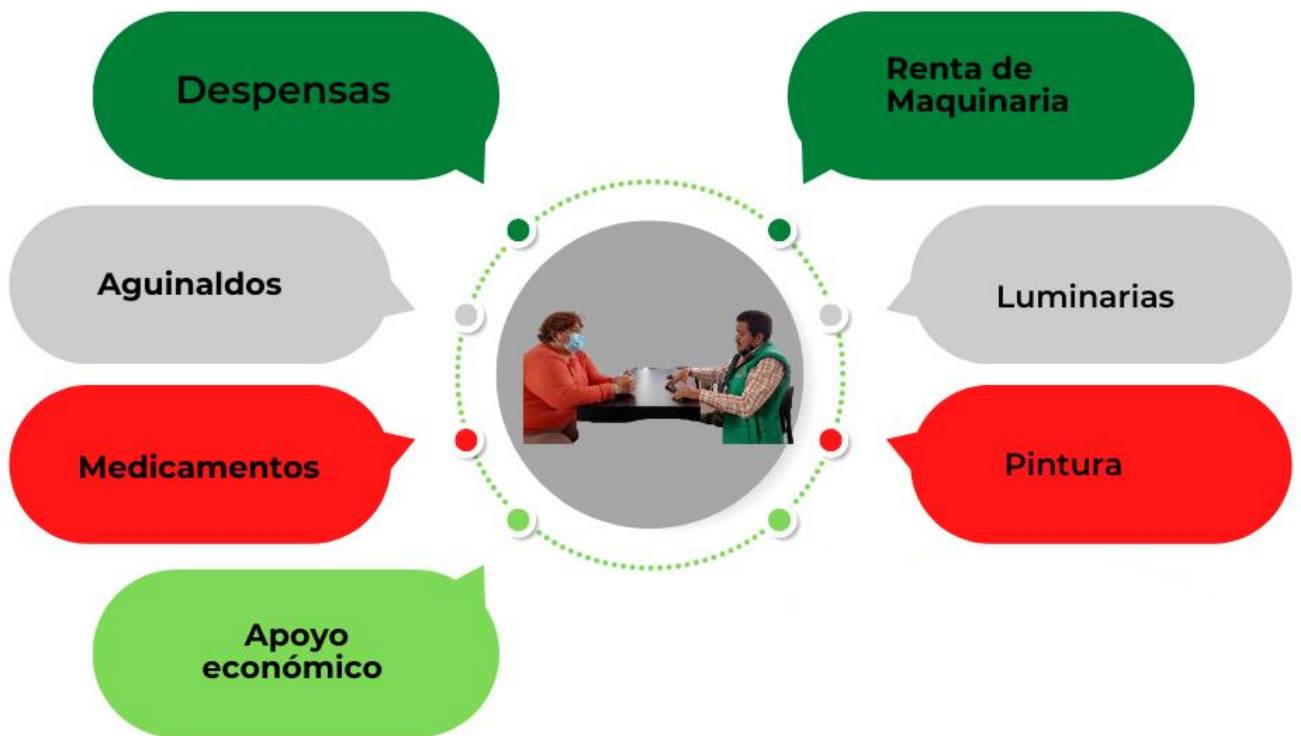 Despensas
Renta de
Maquinaria
Aguinaldos
Luminarias
Medicamentos
Pintura
Apoyo
económico